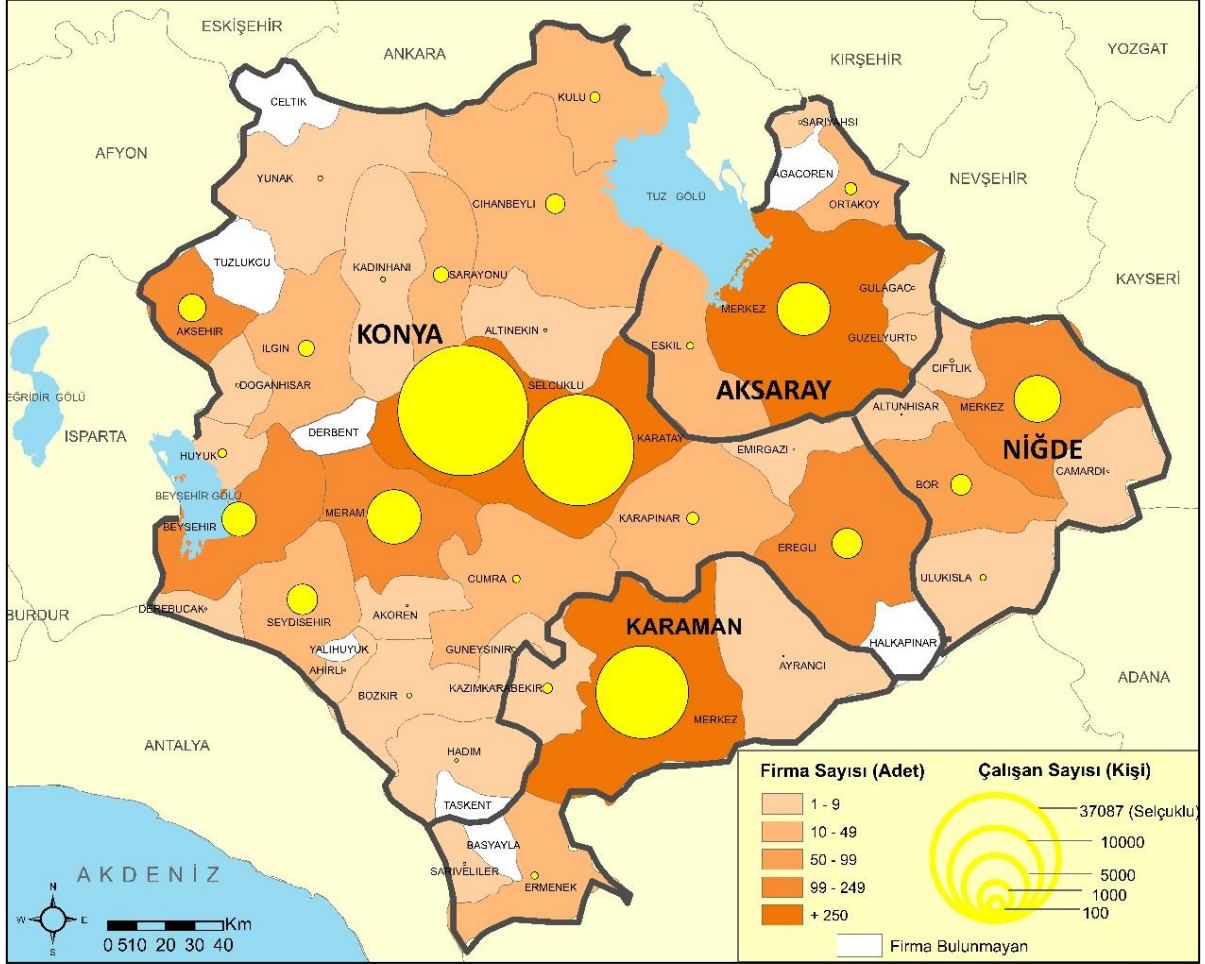 ESKİŞEHİR
ANKARA
KIRŞEHİR
YOZGAT
AFYON
NEVŞEHİR
KAYSERİ
CELTIK
KULU
SARIYAHSI
AGACOREN
ORTAKOY
YUNAK
TUZ GÖLÜ
CIHANBEYLI
TUZLUKCU
KADINHANI
SARAYONU
GULAGAC
MERKEZ
AKSEHIR
KONYA
ALTINEKIN
GUZELYURT
ILGIN
ESKIL
CIFTLIK
DOGANHISAR
SELCUKLU
AKSARAY
ALTUNHISAR
MERKEZ
EĞRİDİR GÖLÜ
ISPARTA
DERBENT
KARATAY
NİĞDE
HUYUK
EMIRGAZI
CAMARDI
BEYŞEHİR GÖLÜ
BOR
BEYSEHIR
MERAM
KARAPINAR
EREGLI
CUMRA
ULUKISLA
BURDUR
DEREBUCAK
SEYDISEHIR
AKOREN
KARAMAN
HALKAPINAR
YALIHUYUK
GUNEYSINIR
AHIRLI
AYRANCI
ADANA
BOZKIR
KAZIMKARABEKIR
MERKEZ
ANTALYA
HADIM
TASKENT
BASYAYLA
SARIVELILER
ERMENEK
AKDENİZ
N
W
E
S
Km
0 510 20 30 40
Firma Sayısı (Adet)
1 - 9
10 - 49
50 - 99
99 - 249
+ 250
Çalışan Sayısı (Kişi)
37087 (Selçuklu)
10000
5000
1000
100
Firma Bulunmayan